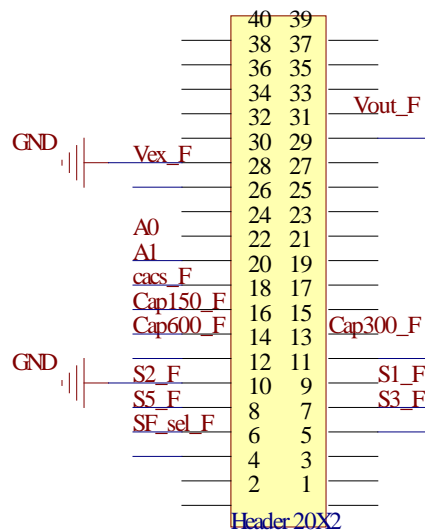 40 39
38 37
36 35
34 33
32 31 Vout_F
GND 30 29
Vex_F 28 27
26 25
24 23
A0 22 21
A1 20 19
cacs_F 18 17
Cap150_F 16 15
Cap600_F 14 13 Cap300_F
GND 12 11
S2_F 10 9 S1_F
S5_F 8 7 S3_F
SF_sel_F 6 5
4 3
2 1
Header 20X2